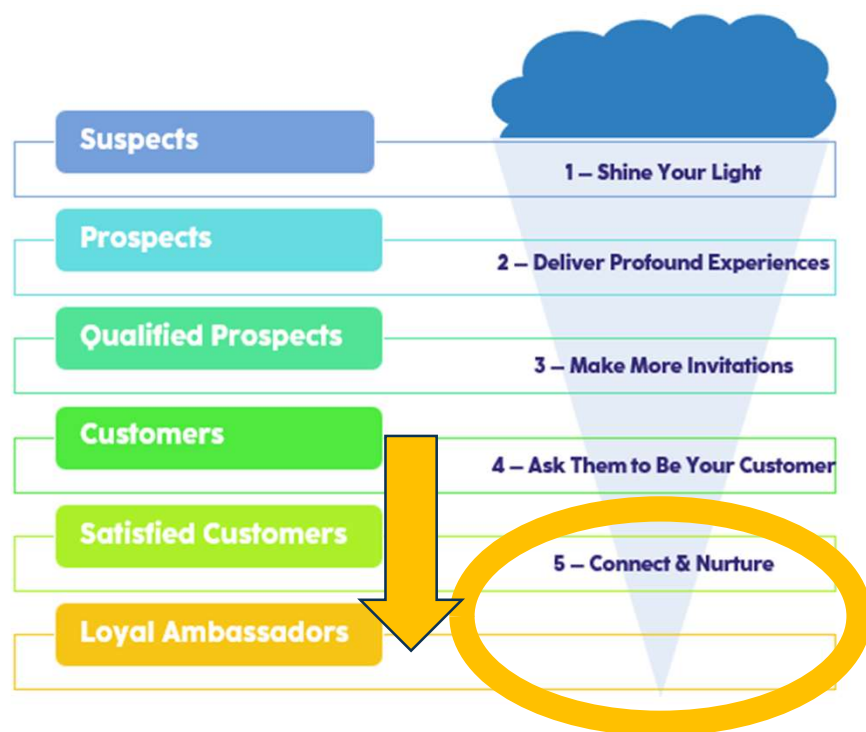 Suspects
1 – Shine Your Light
Prospects
2 – Deliver Profound Experiences
Qualified Prospects
3 – Make More Invitations
Customers
4 – Ask Them to Be Your Customer
Satisfied Customers
5 – Connect & Nurture
Loyal Ambassadors